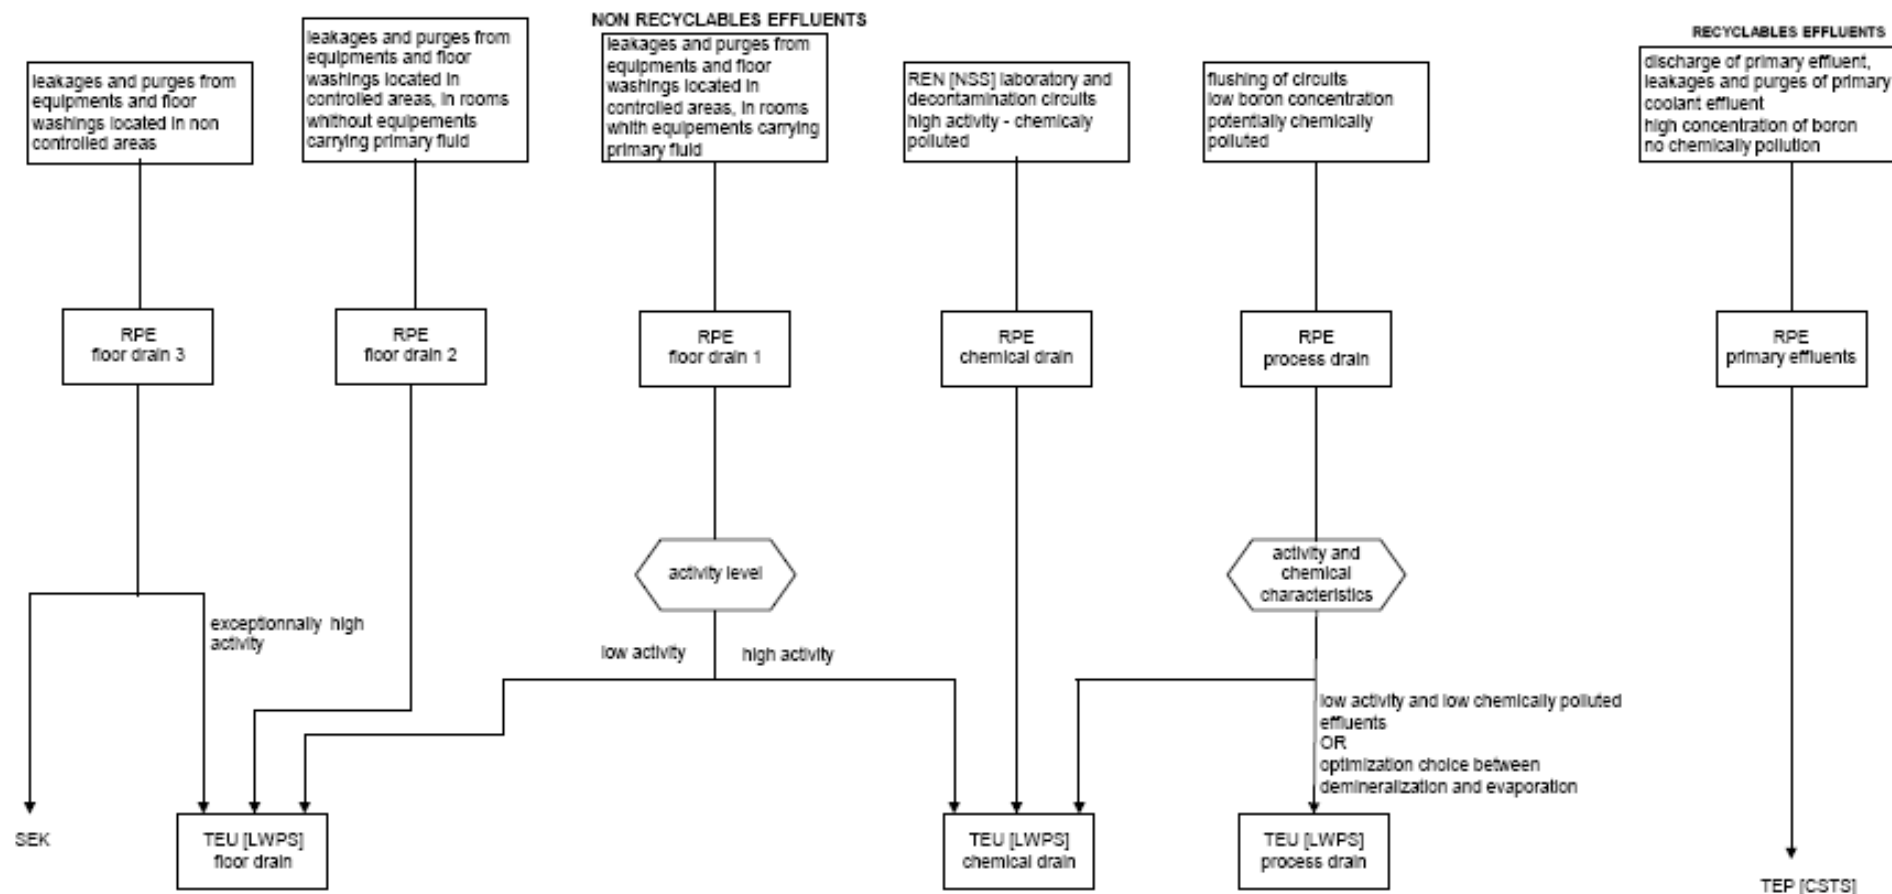 NON RECYCLABLES EFFLUENTS
RECYCLABLES EFFLUENTS
leakages and purges from
equipments and floor
washings located in non
controlled areas
leakages and purges from
equipments and floor
washings located in
controlled areas, in rooms
whithout equipements
carrying primary fluid
leakages and purges from
equipments and floor
washings located in
controlled areas, in rooms
whith equipements carrying
primary fluid
REN [NSS] laboratory and
decontamination circuits
high activity - chemicaly
polluted
flushing of circuits
low boron concentration
potentially chemically
polluted
discharge of primary effluent,
leakages and purges of primary
coolant effluent
high concentration of boron
no chemically pollution
RPE
floor drain 3
RPE
floor drain 2
RPE
floor drain 1
RPE
chemical drain
RPE
process drain
RPE
primary effluents
activity level
activity and
chemical
characteristics
exceptionnally high
activity
low activity
high activity
low activity and low chemically polluted
effluents
OR
optimization choice between
demineralization and evaporation
SEK
TEU [LWPS]
floor drain
TEU [LWPS]
chemical drain
TEU [LWPS]
process drain
TEP [CSTS]